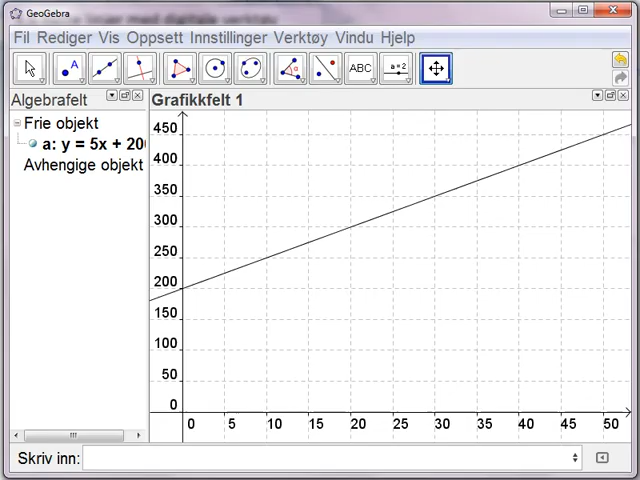 GeoGebra
Fil Rediger Vis Oppsett Innstillinger Verktøy Vindu Hjelp
A
α
ABC
a = 2
Algebrafelt
Grafikkfelt 1
Frie objekt
a: y = 5x + 20
Avhengige objekt
450
400
350
300
250
200
150
100
50
0
0 5 10 15 20 25 30 35 40 45 50
Skriv inn: